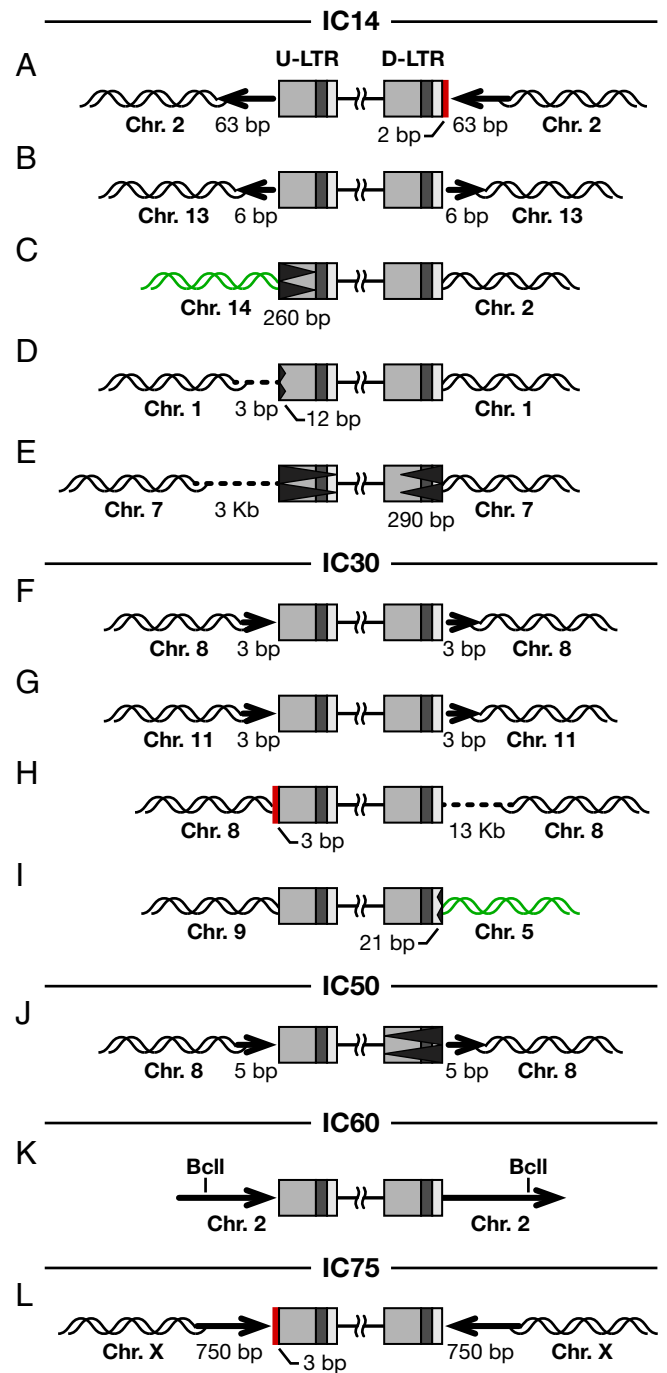 IC14
A
U-LTR D-LTR
Chr. 2 63 bp 2 bp 63 bp Chr. 2
B
Chr. 13 6 bp 6 bp Chr. 13
C
Chr. 14 260 bp Chr. 2
D
Chr. 1 3 bp 12 bp Chr. 1
E
Chr. 7 3 Kb 290 bp Chr. 7
IC30
F
Chr. 8 3 bp 3 bp Chr. 8
G
Chr. 11 3 bp 3 bp Chr. 11
H
Chr. 8 3 bp 13 Kb Chr. 8
I
Chr. 9 21 bp Chr. 5
IC50
J
Chr. 8 5 bp 5 bp Chr. 8
IC60
K
BclI BclI
Chr. 2 Chr. 2
IC75
L
Chr. X 750 bp 3 bp 750 bp Chr. X